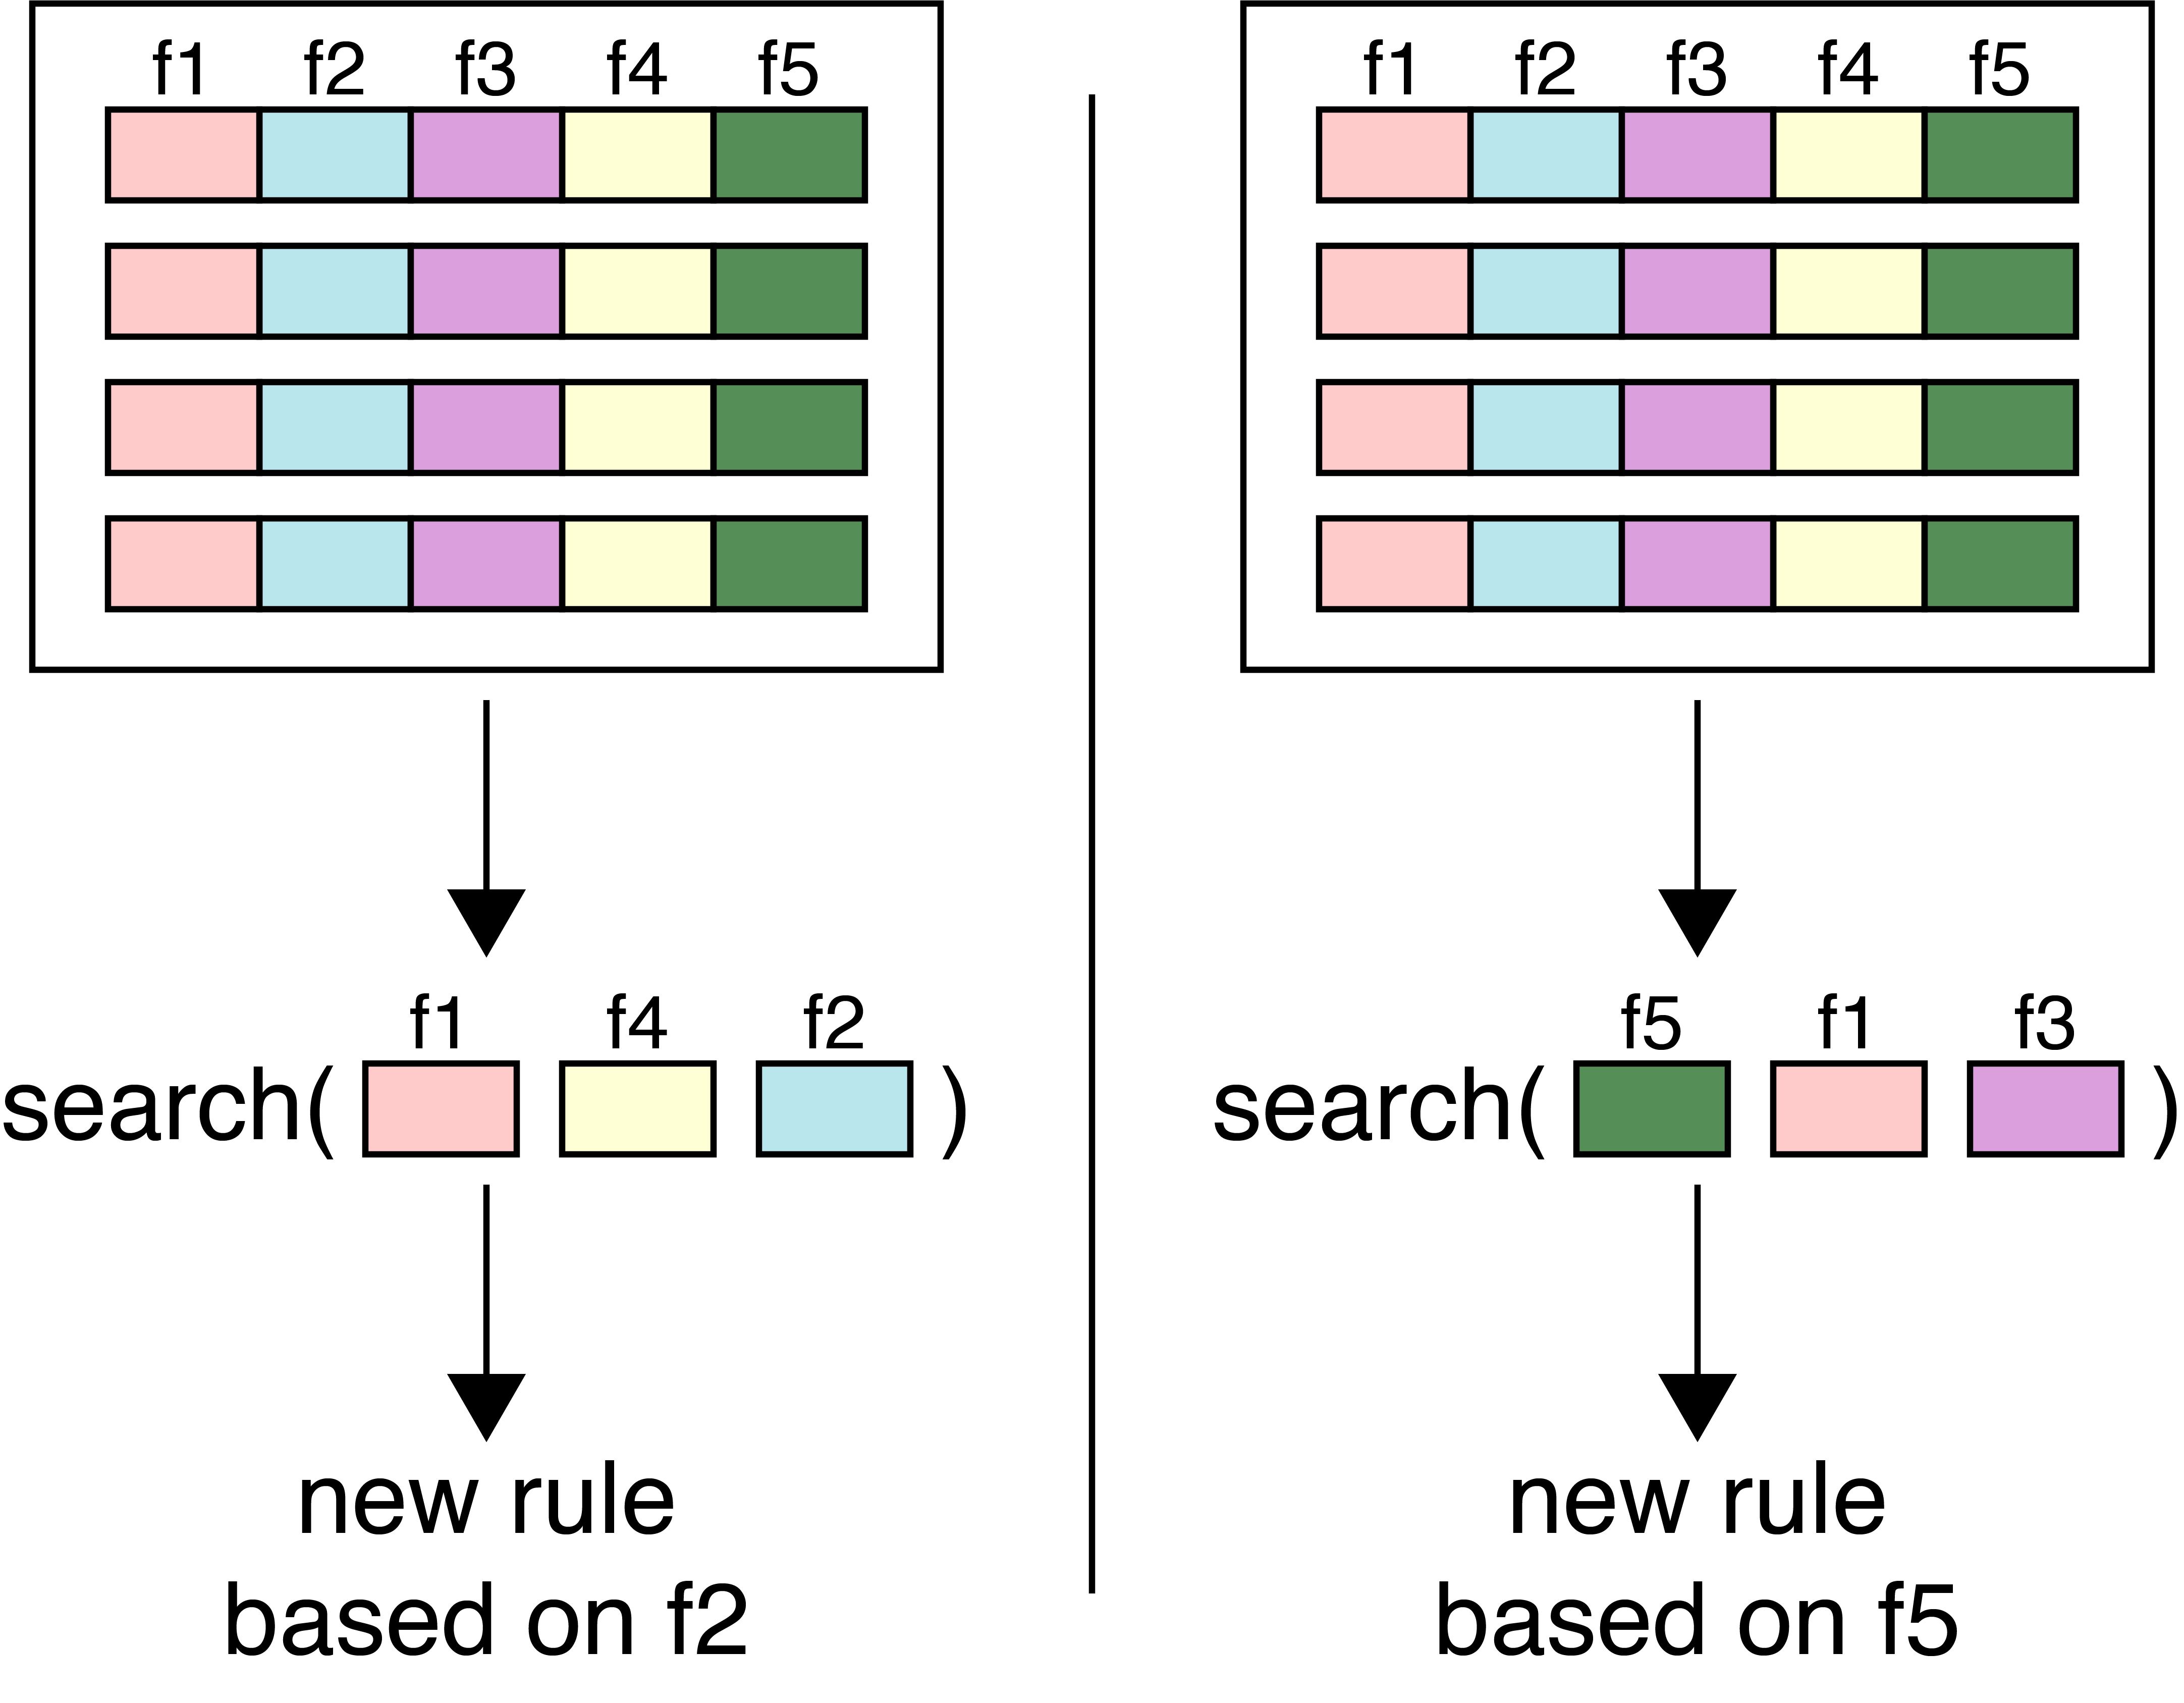 f1 f2 f3 f4 f5
f1 f4 f2
search( )
new rule
based on f2
f1 f2 f3 f4 f5
f5 f1 f3
search( )
new rule
based on f5